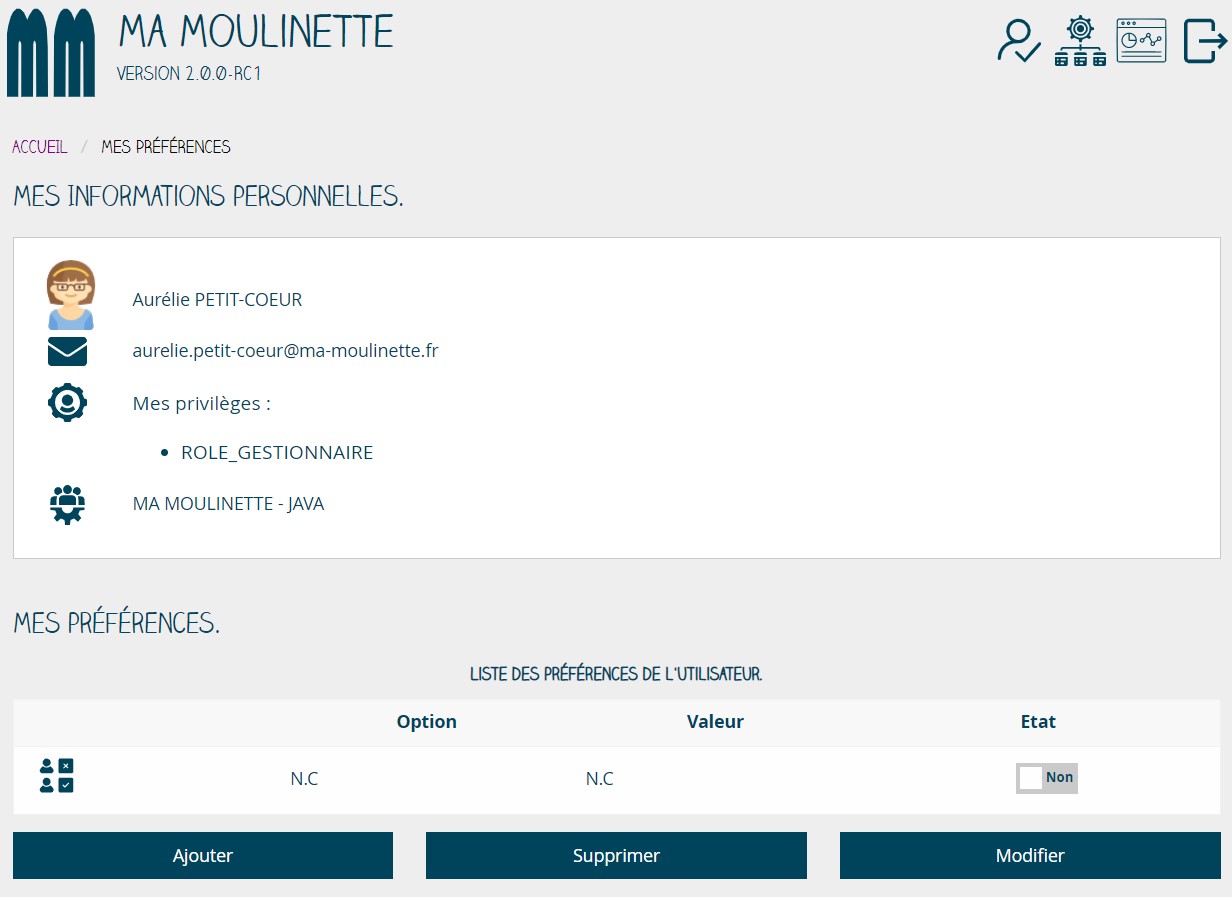 MA MOULINETTE
VERSION 2.0.0-RC1
ACCUEIL / MES PRÉFÉRENCES
MES INFORMATIONS PERSONNELLES.
Aurélie PETIT-COEUR
aurelie.petit-coeur@ma-moulinette.fr
Mes privilèges :
• ROLE_GESTIONNAIRE
MA MOULINETTE - JAVA
MES PRÉFÉRENCES.
LISTE DES PRÉFÉRENCES DE L'UTILISATEUR.
Option Valeur Etat
N.C N.C Non
Ajouter Supprimer Modifier